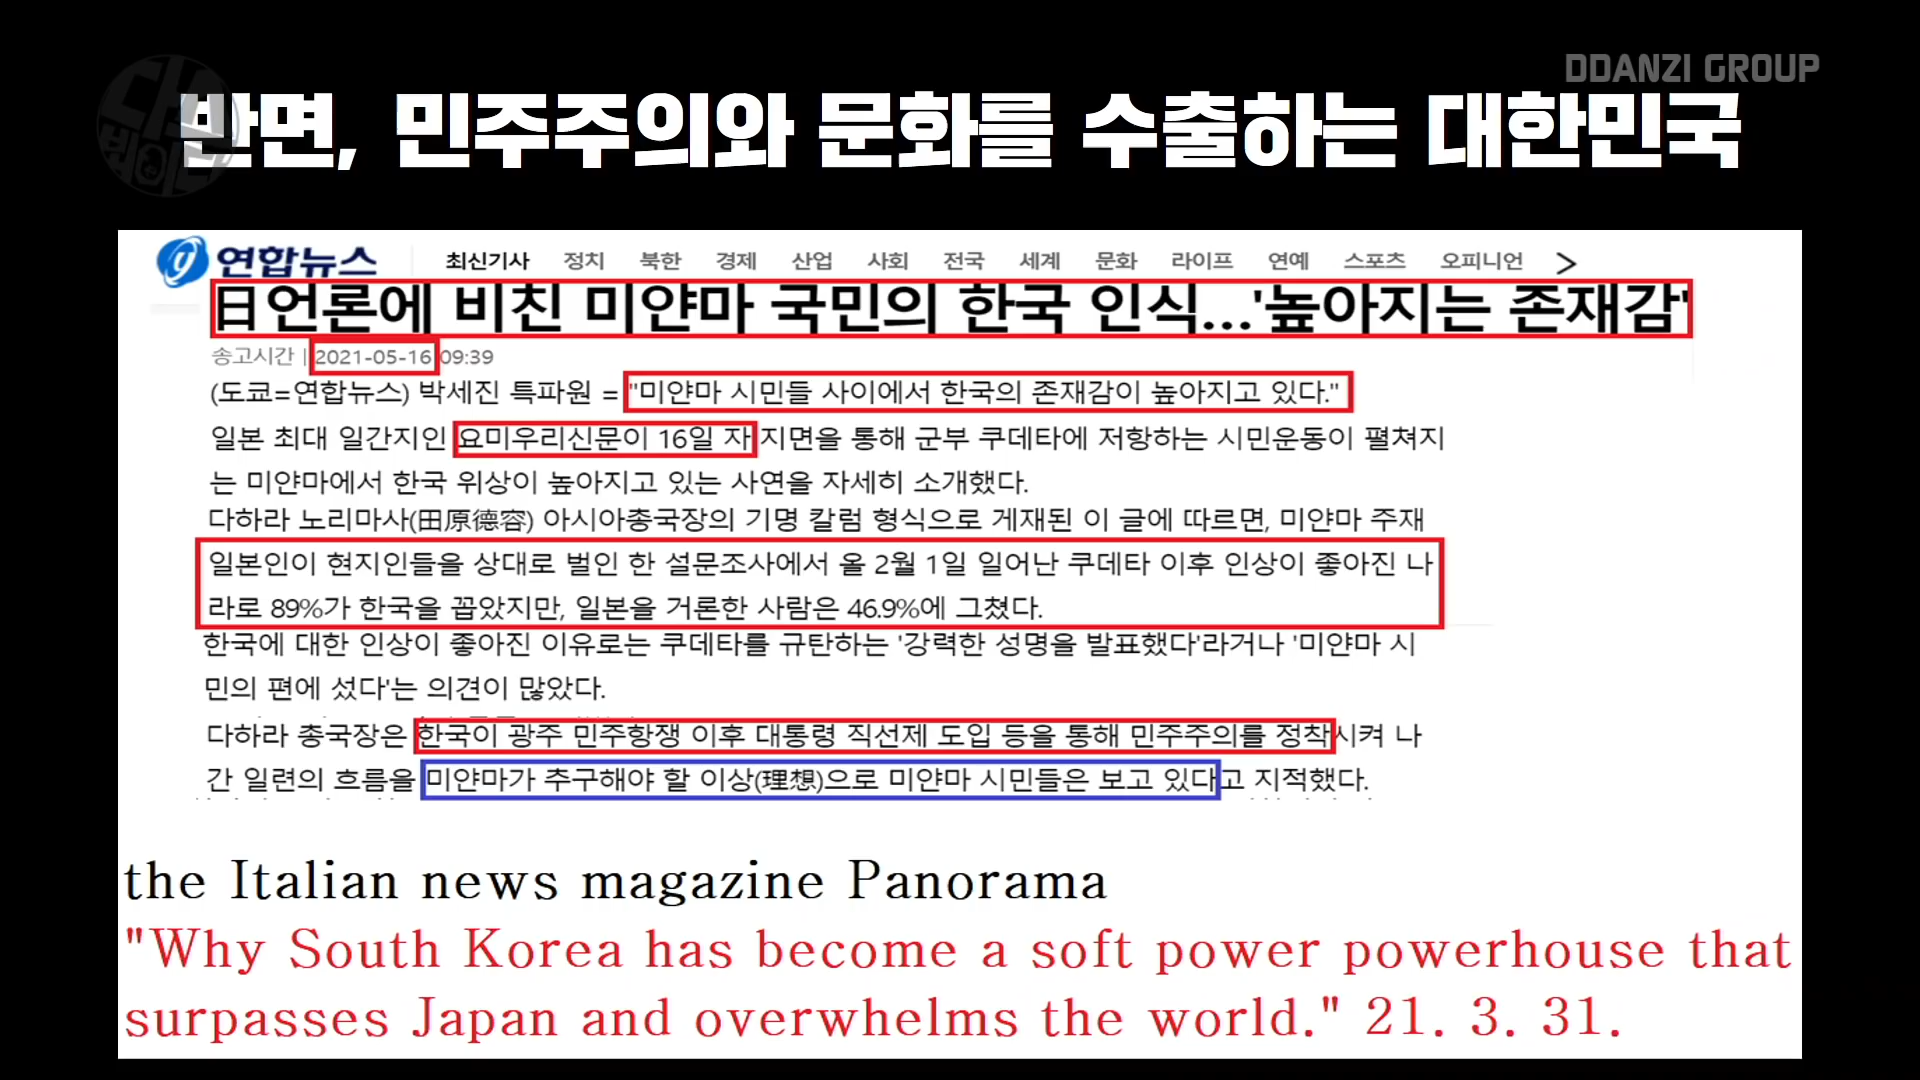 DDANZI GROUP
반면, 민주주의와 문화를 수출하는 대한민국
연합뉴스 최신기사 정치 북한 경제 산업 사회 전국 세계 문화 라이프 연예 스포츠 오피니언 >
日언론에 비친 미얀마 국민의 한국 인식...'높아지는 존재감'
송고시간 | 2021-05-16 09:39
(도쿄=연합뉴스) 박세진 특파원 = "미얀마 시민들 사이에서 한국의 존재감이 높아지고 있다."
일본 최대 일간지인 요미우리신문이 16일 자 지면을 통해 군부 쿠데타에 저항하는 시민운동이 펼쳐지
는 미얀마에서 한국 위상이 높아지고 있는 사연을 자세히 소개했다.
다하라 노리마사(田原德容) 아시아총국장의 기명 칼럼 형식으로 게재된 이 글에 따르면, 미얀마 주재
일본인이 현지인들을 상대로 벌인 한 설문조사에서 올 2월 1일 일어난 쿠데타 이후 인상이 좋아진 나
라로 89%가 한국을 꼽았지만, 일본을 거론한 사람은 46.9%에 그쳤다.
한국에 대한 인상이 좋아진 이유로는 쿠데타를 규탄하는 '강력한 성명을 발표했다'라거나 '미얀마 시
민의 편에 섰다'는 의견이 많았다.
다하라 총국장은 한국이 광주 민주항쟁 이후 대통령 직선제 도입 등을 통해 민주주의를 정착시켜 나
간 일련의 흐름을 미얀마가 추구해야 할 이상(理想)으로 미얀마 시민들은 보고 있다고 지적했다.
the Italian news magazine Panorama
"Why South Korea has become a soft power powerhouse that
surpasses Japan and overwhelms the world." 21. 3. 31.